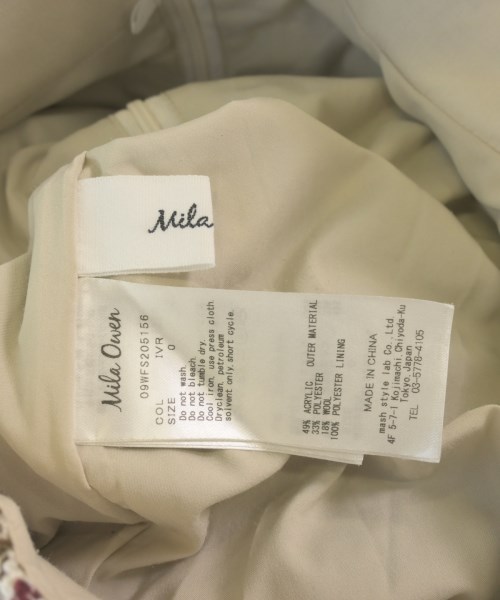 Mila
Mila Owen
09WFS205156
COL IVR
SIZE 0
Do not wash.
Do not bleach.
Do not tumble dry.
Cool iron, use press cloth
Dryclean, petroleum
solvent only, short cycle.
OUTER MATERIAL
49% ACRYLIC
33% POLYESTER
18% WOOL
LINING
100% POLYESTER
MADE IN CHINA
mash style lab Co., Ltd.
4F 5-7-1 Kojimachi, Chiyoda-Ku
Tokyo, Japan
TEL 03-5778-4105